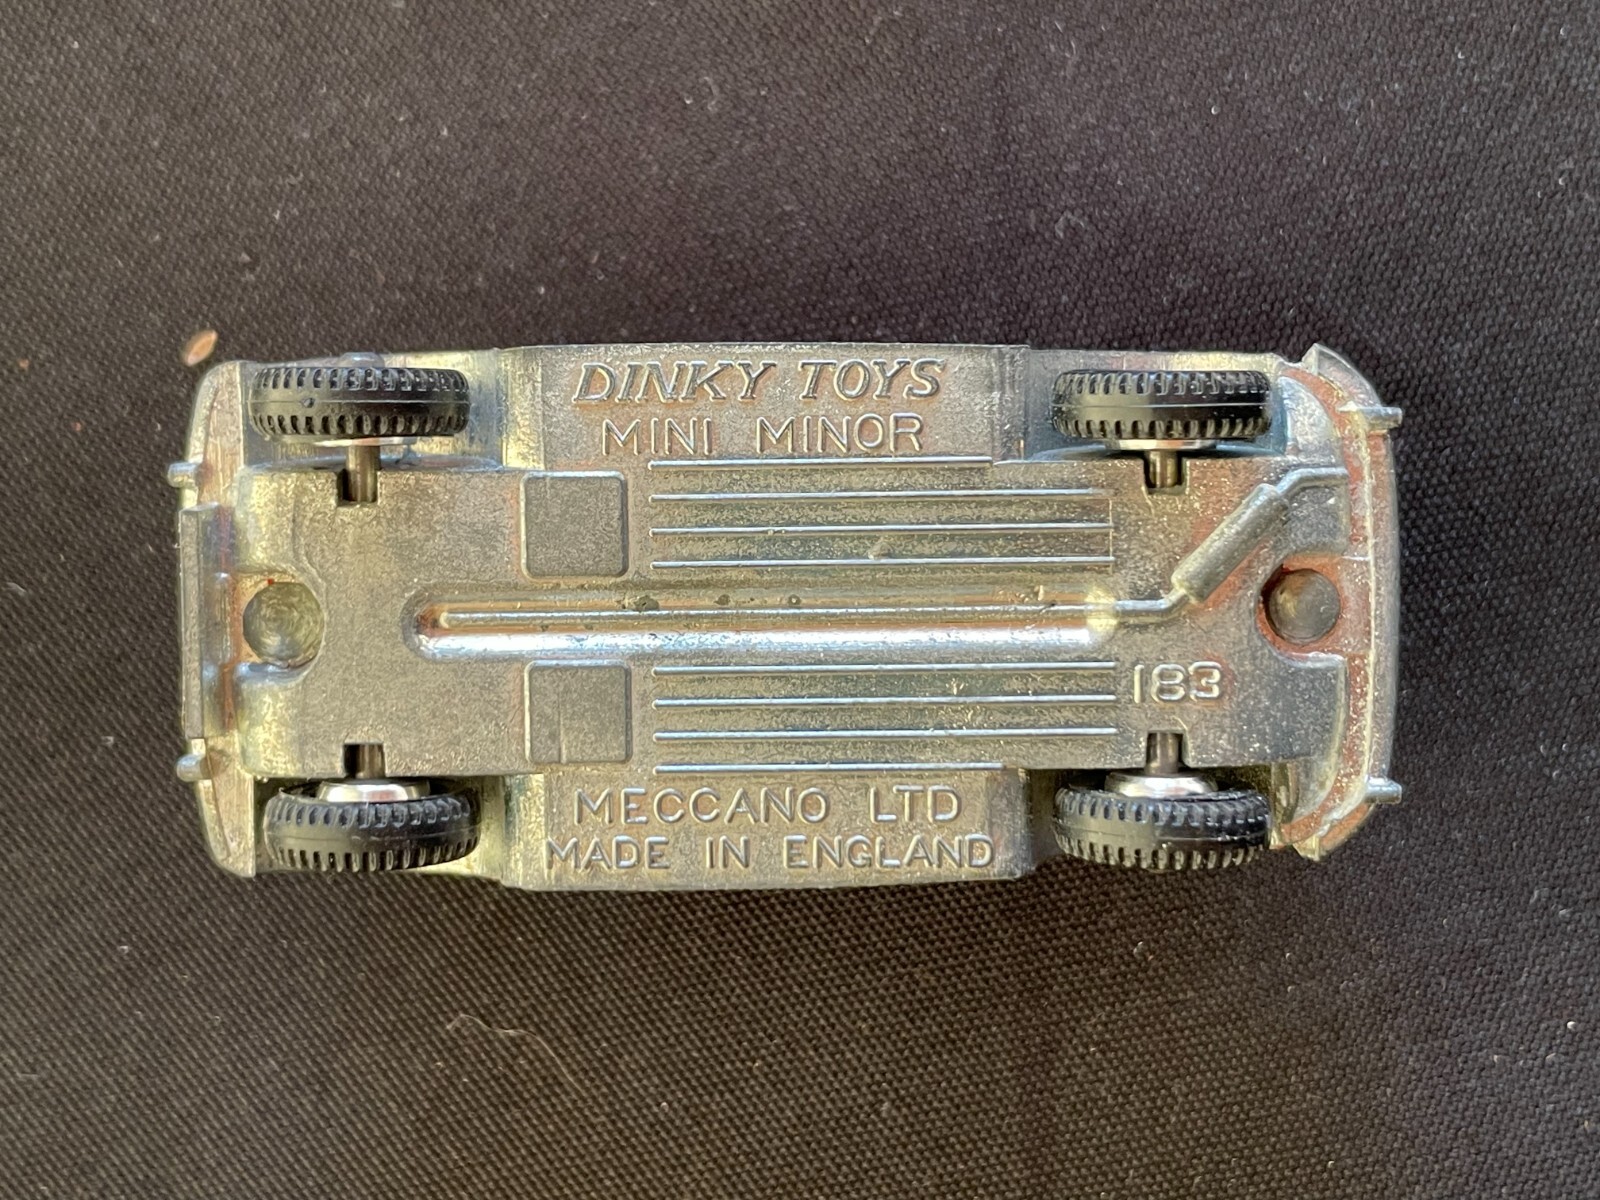 DINKY TOYS
MINI MINOR
183
MECCANO LTD
MADE IN ENGLAND